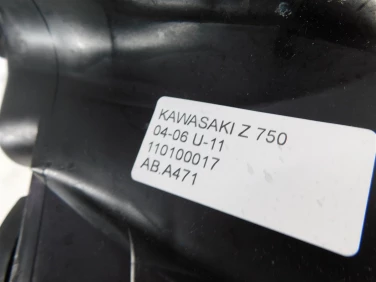 KAWASAKI Z 750
04-06 U-11
110100017
AB.A471